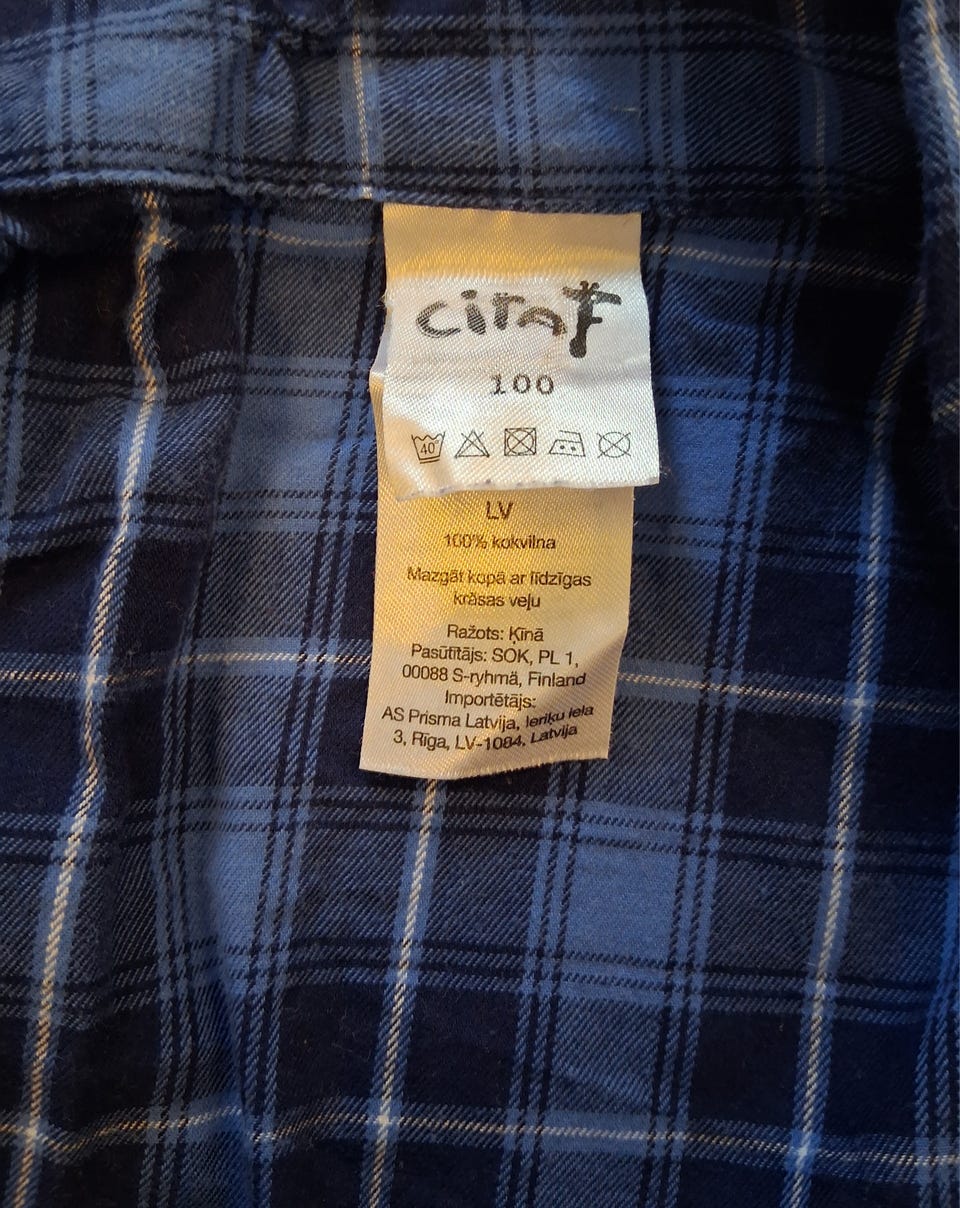 ciraF
100
40°
LV
100% kokvilna
Mazgāt kopā ar līdzīgas
krāsas veļu
Ražots: Ķīnā
Pasūtītājs: SOK, PL 1,
00088 S-ryhmä, Finland
Importētājs:
AS Prisma Latvija, Ieriķu iela
3, Rīga, LV-1084, Latvija